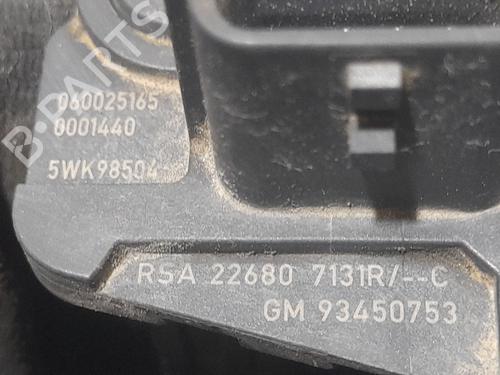 B-PARTS
060025165
0001440
5WK98504-
RSA 22680 7131R/--C
GM 93450753